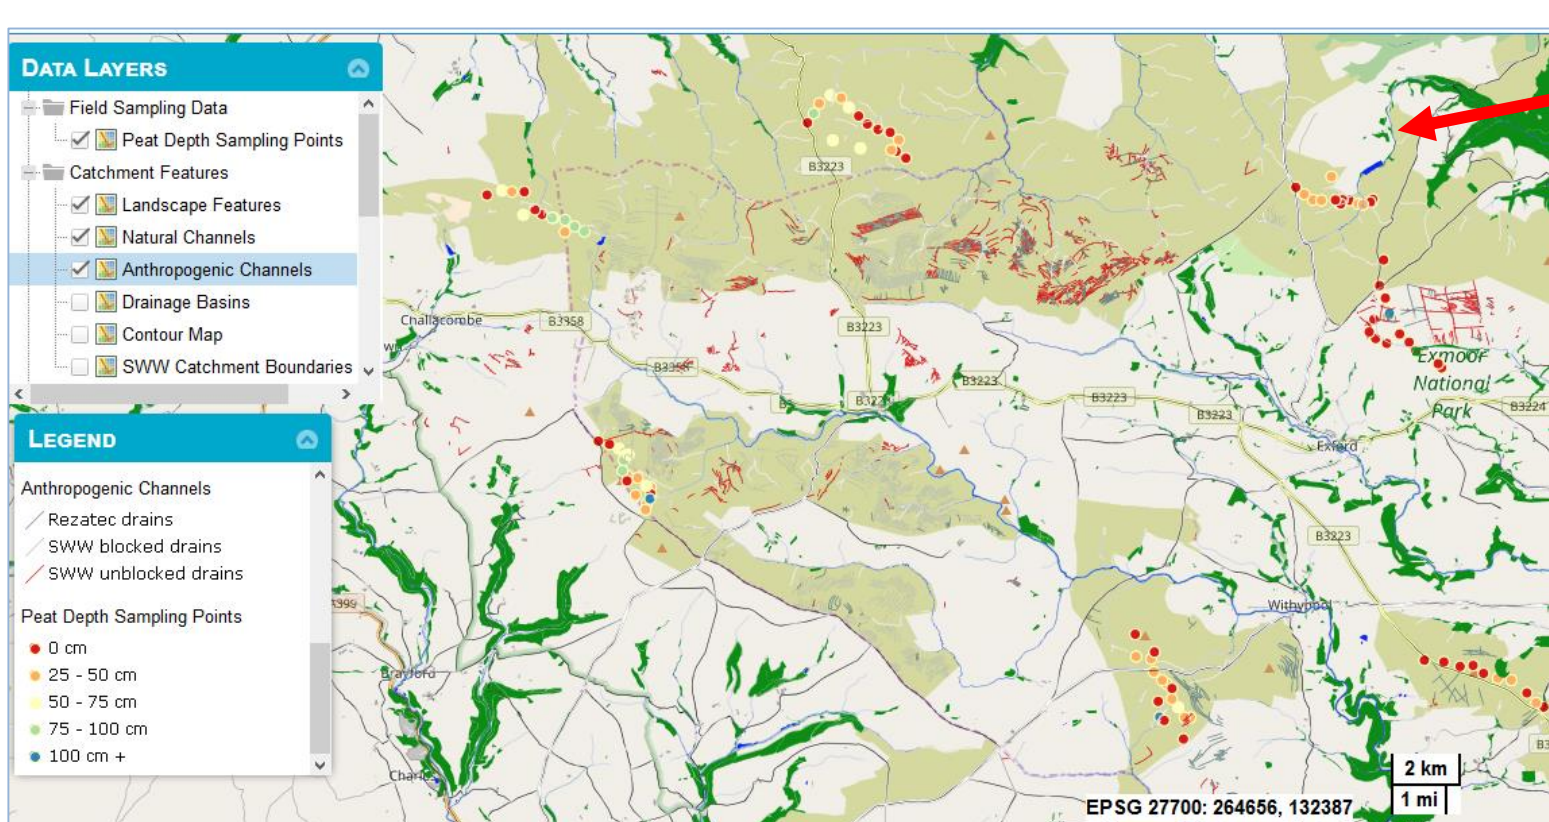 DATA LAYERS
Field Sampling Data
Peat Depth Sampling Points
Catchment Features
Landscape Features
Natural Channels
Anthropogenic Channels
Drainage Basins
Contour Map
SWW Catchment Boundaries
LEGEND
Anthropogenic Channels
Rezatec drains
SWW blocked drains
SWW unblocked drains
Peat Depth Sampling Points
0 cm
25 - 50 cm
50 - 75 cm
75 - 100 cm
100 cm +
B3223
Challacombe
B3358
B3223
B3358
B3223
B3223
B3223
B3223
Exmoor
National
Park
B3224
Exford
B3223
Withypool
A399
Brayford
Charles
2 km
1 mi
EPSG 27700: 264656, 132387